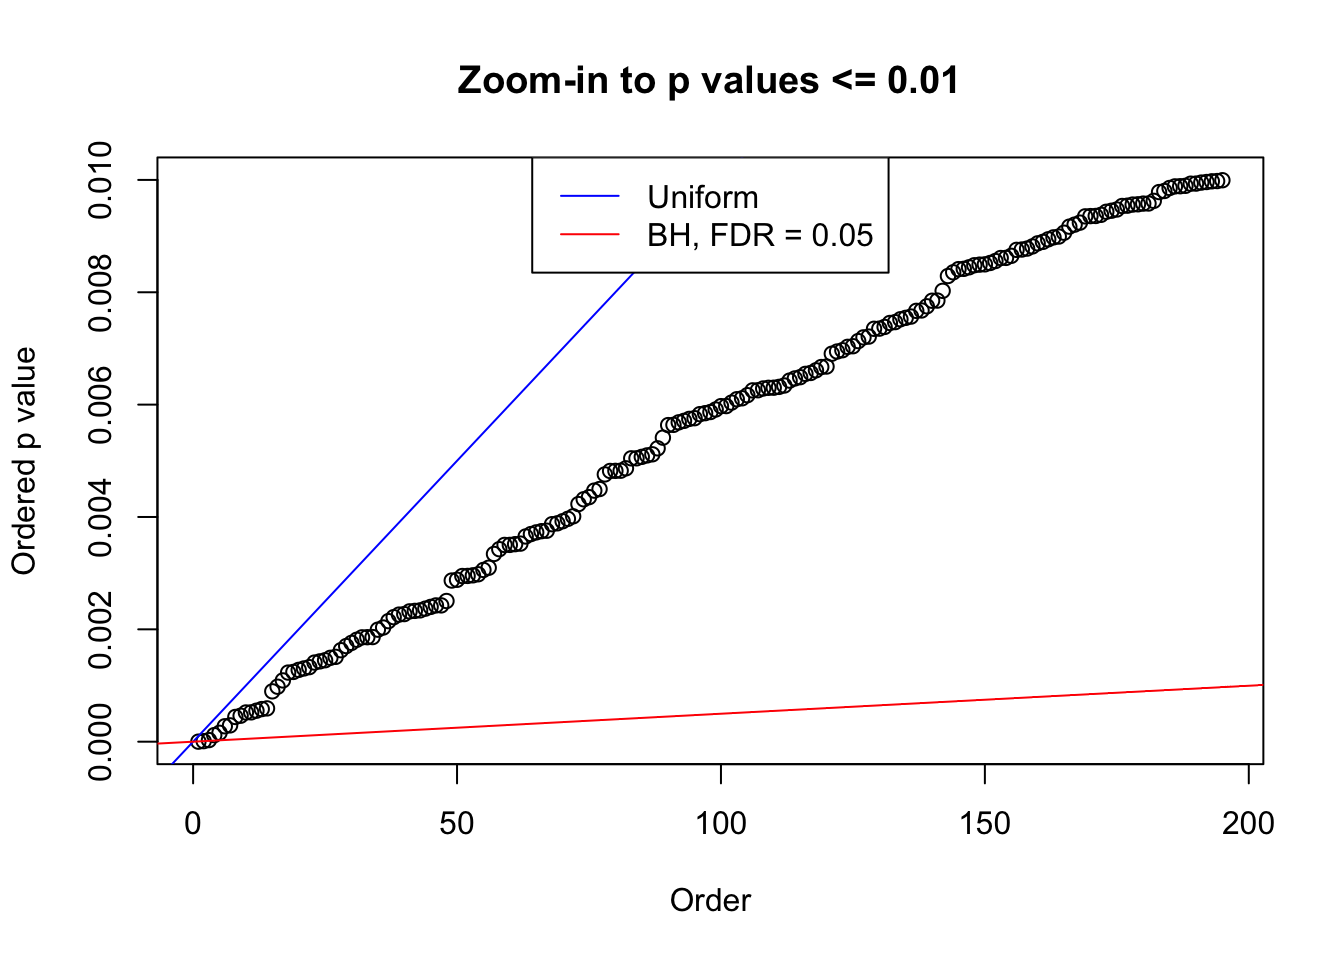 Zoom-in to p values <= 0.01
Uniform
BH, FDR = 0.05
Ordered p value
0.010
0.008
0.006
0.004
0.002
0.000
0 50 100 150 200
Order